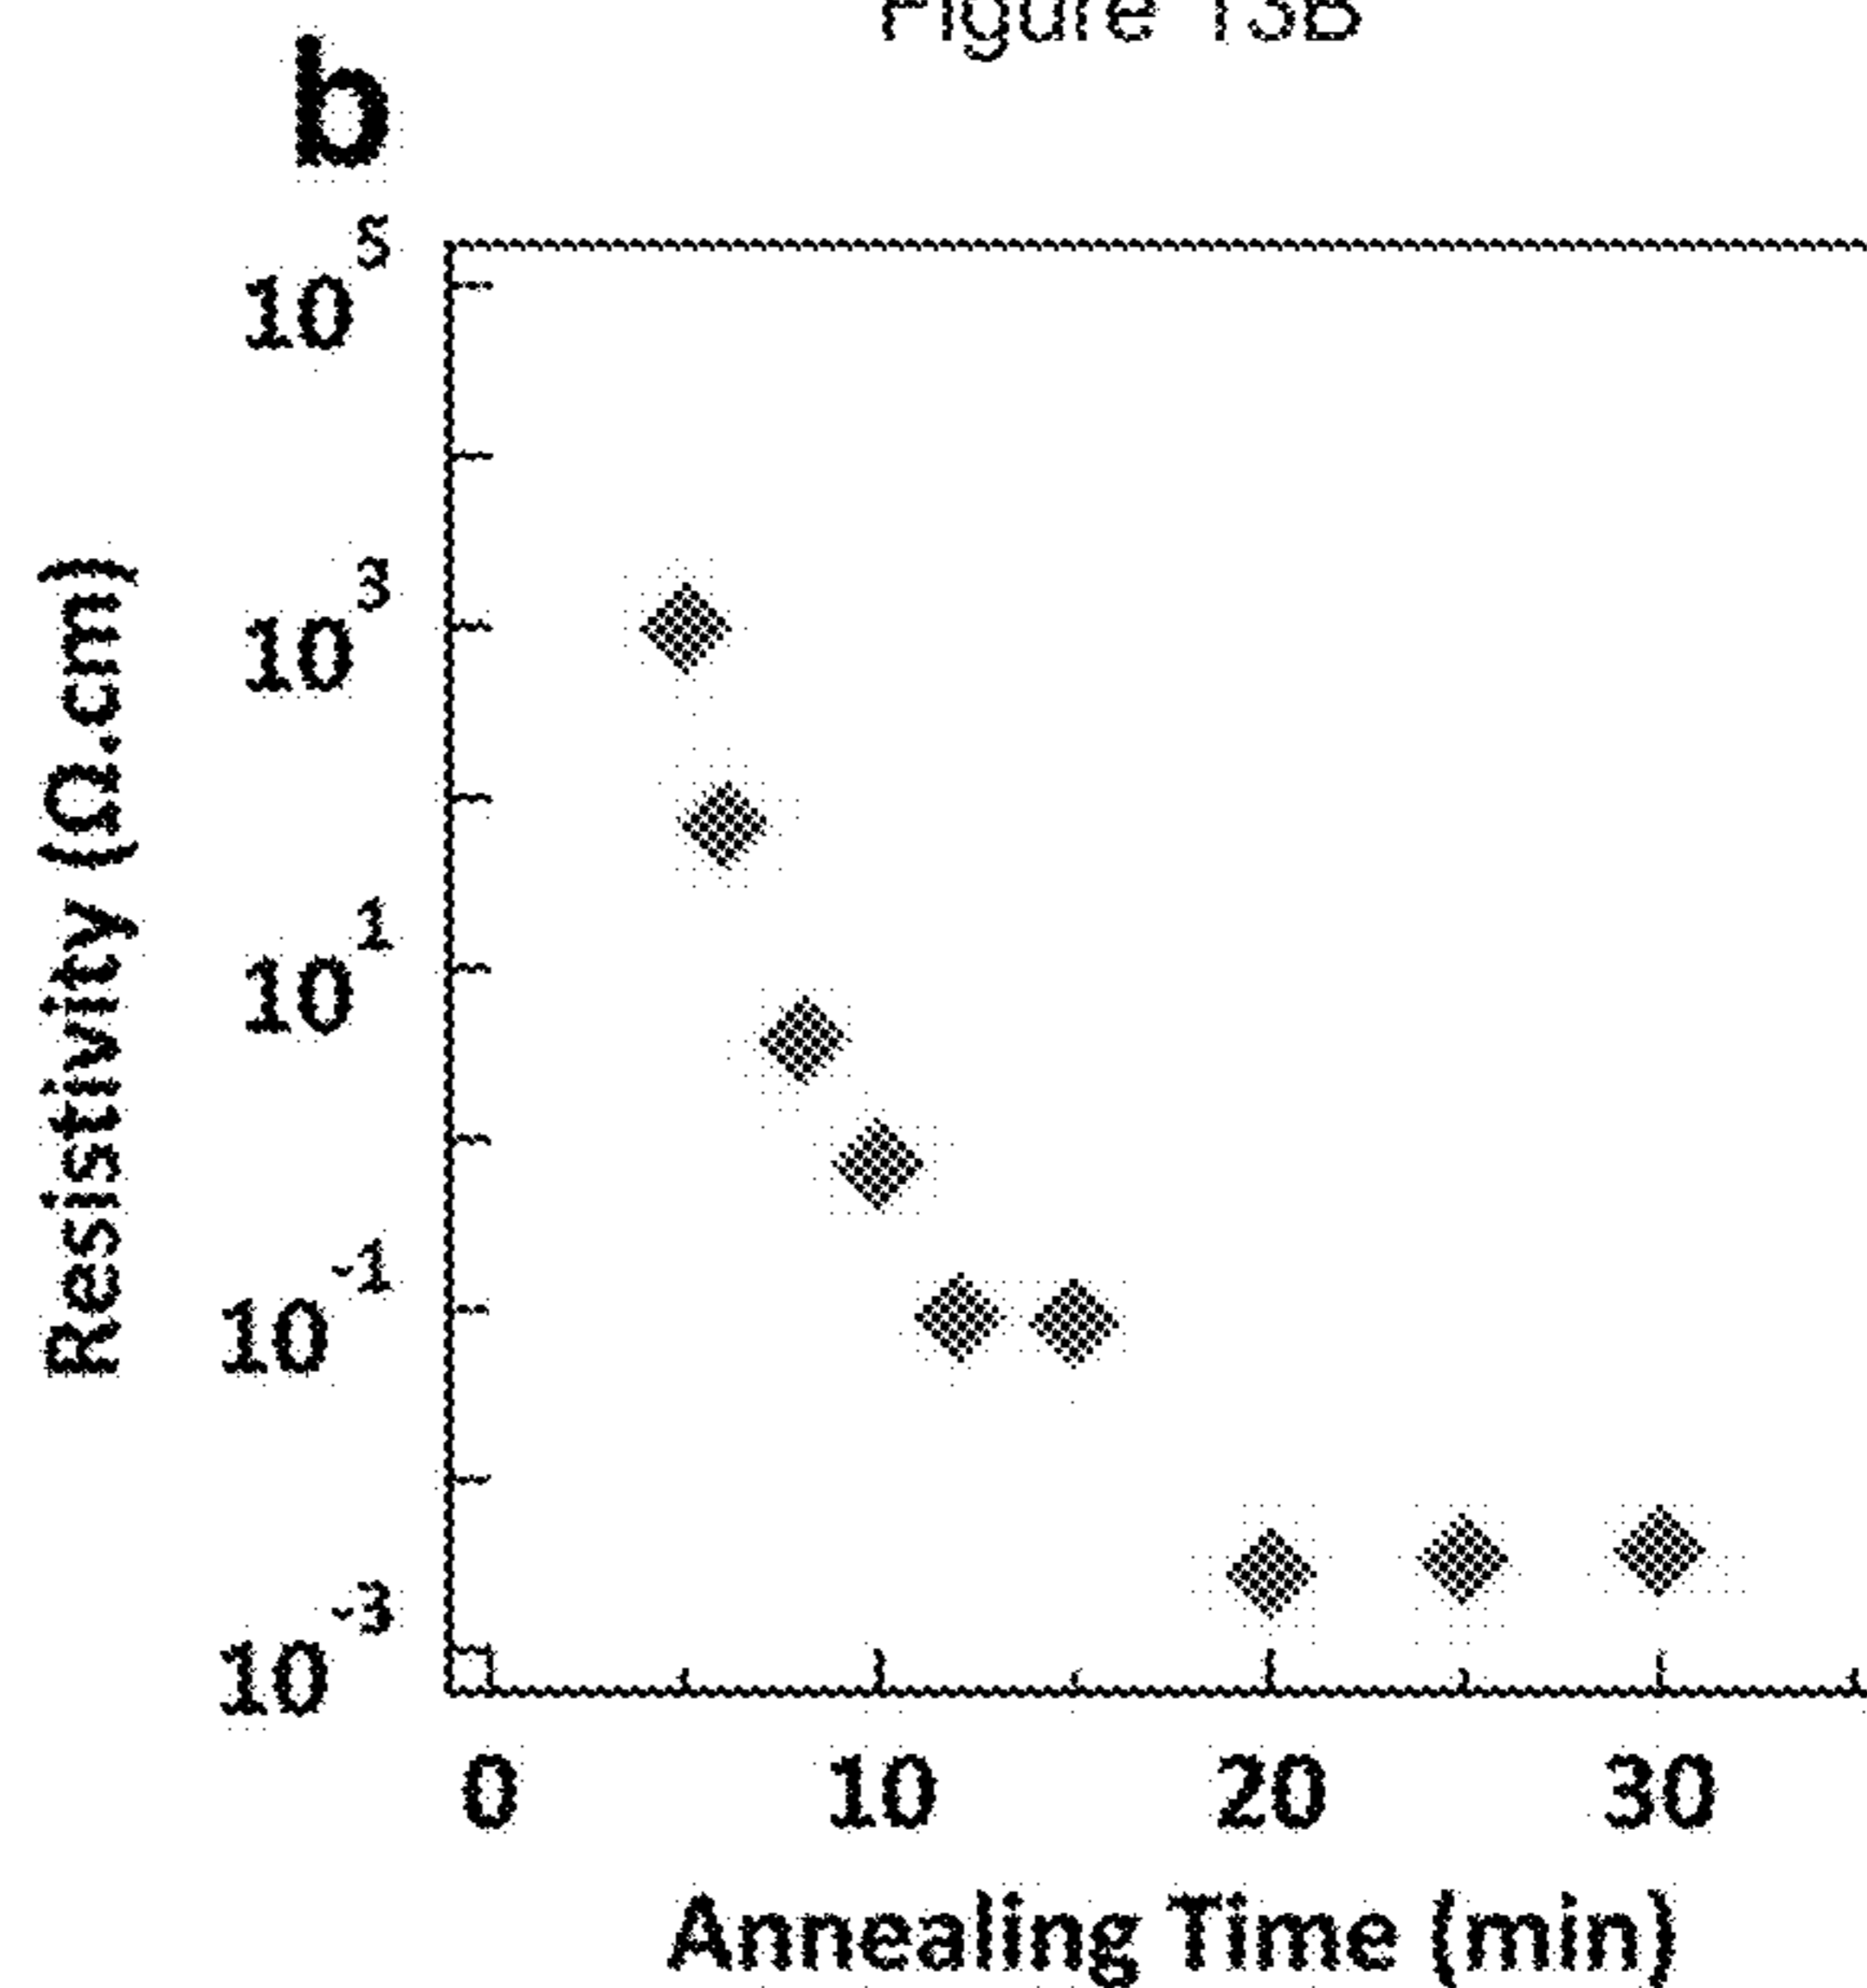 Figure 13B
b
10^5
10^3
10^1
10^-1
10^-3
Resistivity (Ω.cm)
0 10 20 30
Annealing Time (min)